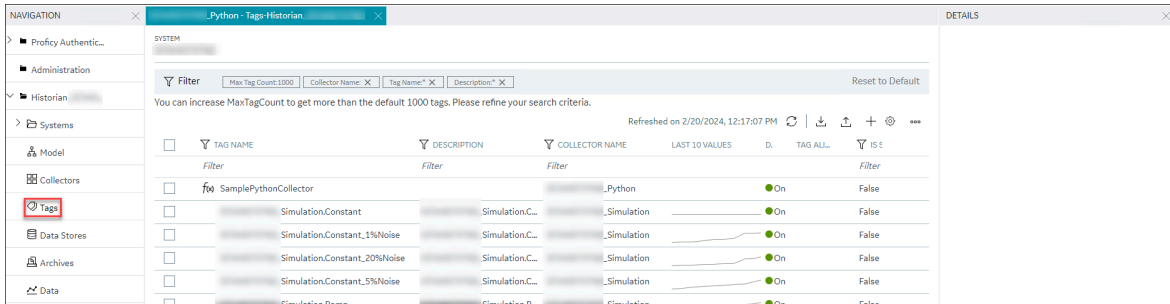 NAVIGATION
_Python - Tags-Historian.
DETAILS
Proficy Authentic...
Administration
Historian
Systems
Model
Collectors
Tags
Data Stores
Archives
Data
SYSTEM
Filter Max Tag Count:1000 Collector Name: X Tag Name:* X Description:* X Reset to Default
You can increase MaxTagCount to get more than the default 1000 tags. Please refine your search criteria.
Refreshed on 2/20/2024, 12:17:07 PM
TAG NAME DESCRIPTION COLLECTOR NAME LAST 10 VALUES D. TAG ALI... IS S
Filter Filter Filter Filter
f(x) SamplePythonCollector _Python On False
Simulation.Constant Simulation.C... _Simulation On False
Simulation.Constant_1%Noise Simulation.C... _Simulation On False
Simulation.Constant_20%Noise Simulation.C... _Simulation On False
Simulation.Constant_5%Noise Simulation.C... _Simulation On False